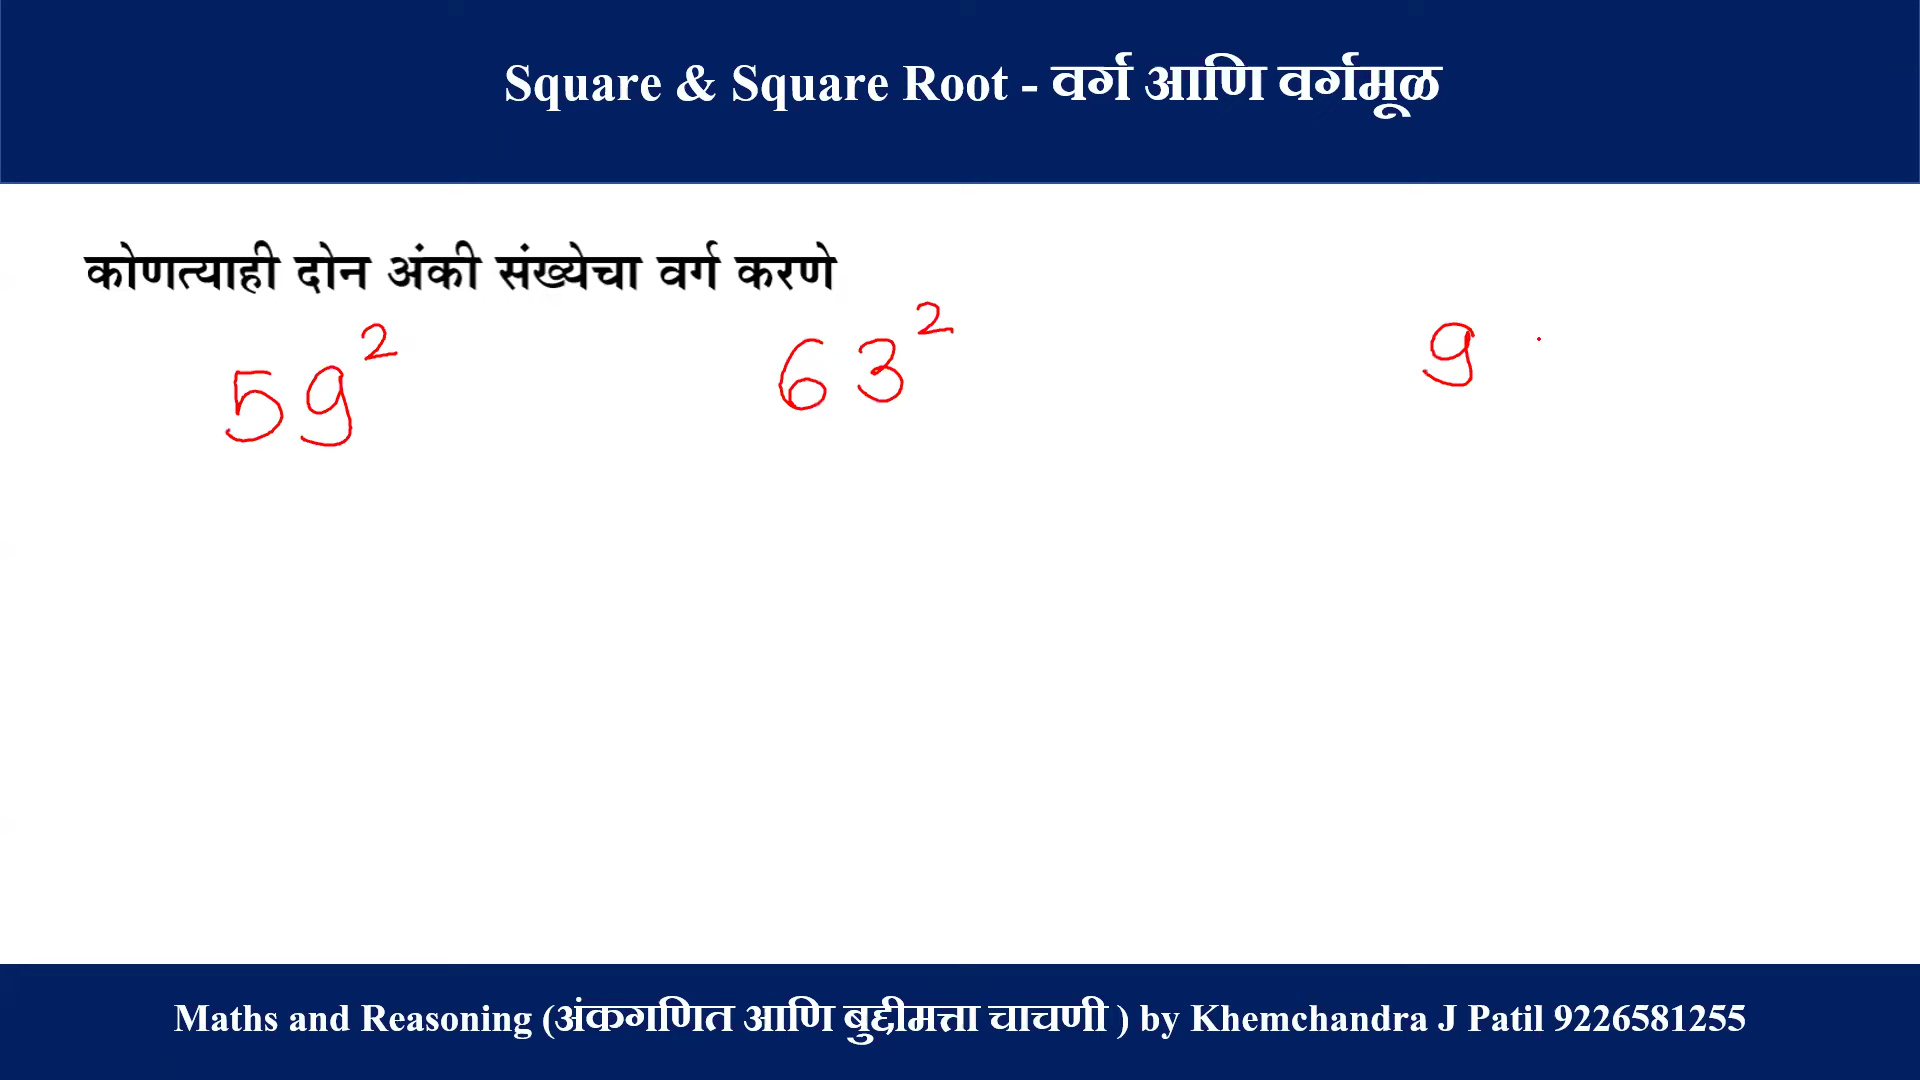 Square & Square Root - वर्ग आणि वर्गमूळ
कोणत्याही दोन अंकी संख्येचा वर्ग करणे
59² 63² 9
Maths and Reasoning (अंकगणित आणि बुद्दीमत्ता चाचणी ) by Khemchandra J Patil 9226581255